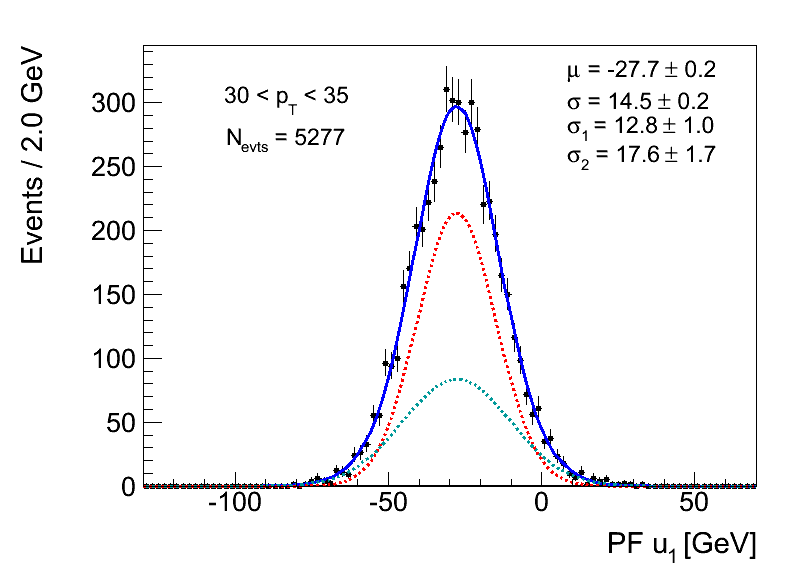 Events / 2.0 GeV
300
250
200
150
100
50
0
30 < pT < 35
Nevts = 5277
μ = -27.7 ± 0.2
σ = 14.5 ± 0.2
σ1 = 12.8 ± 1.0
σ2 = 17.6 ± 1.7
-100 -50 0 50
PF u1 [GeV]